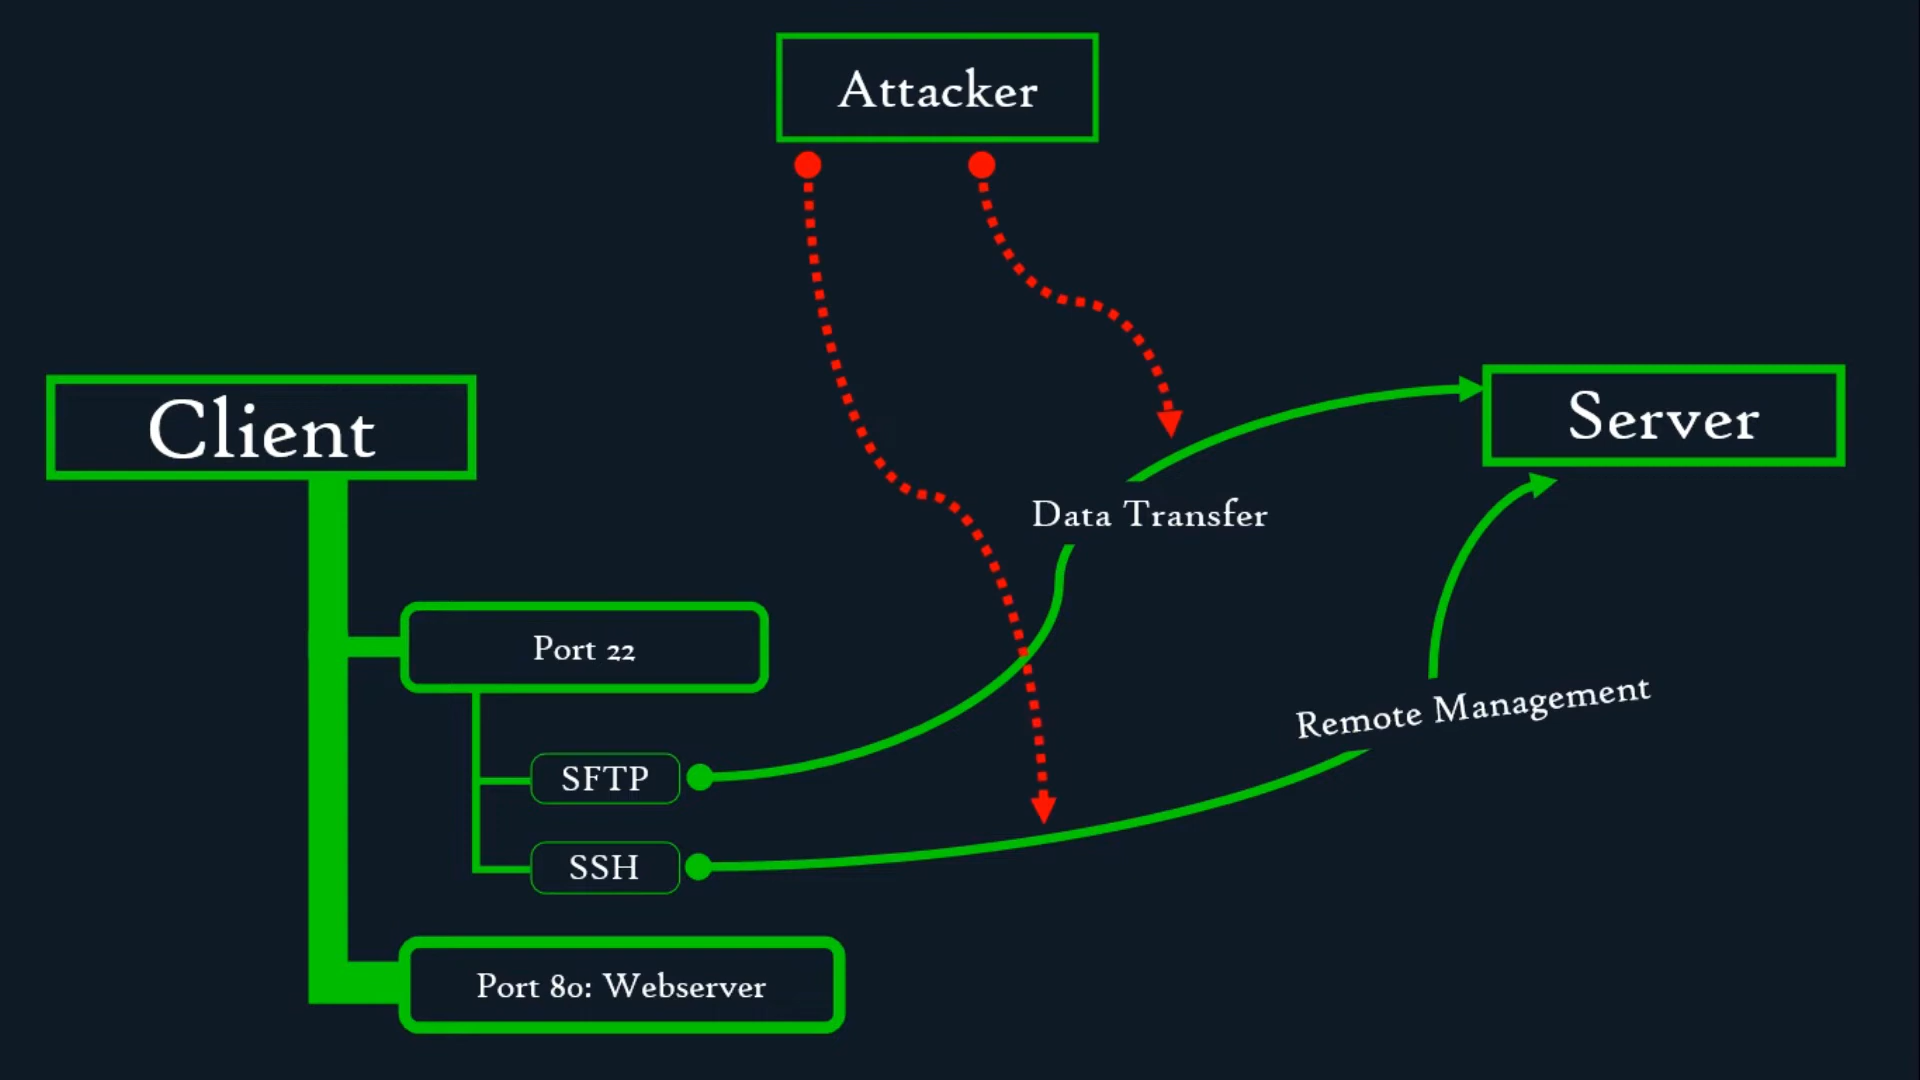 Attacker
Client
Server
Data Transfer
Port 22
Remote Management
SFTP
SSH
Port 80: Webserver